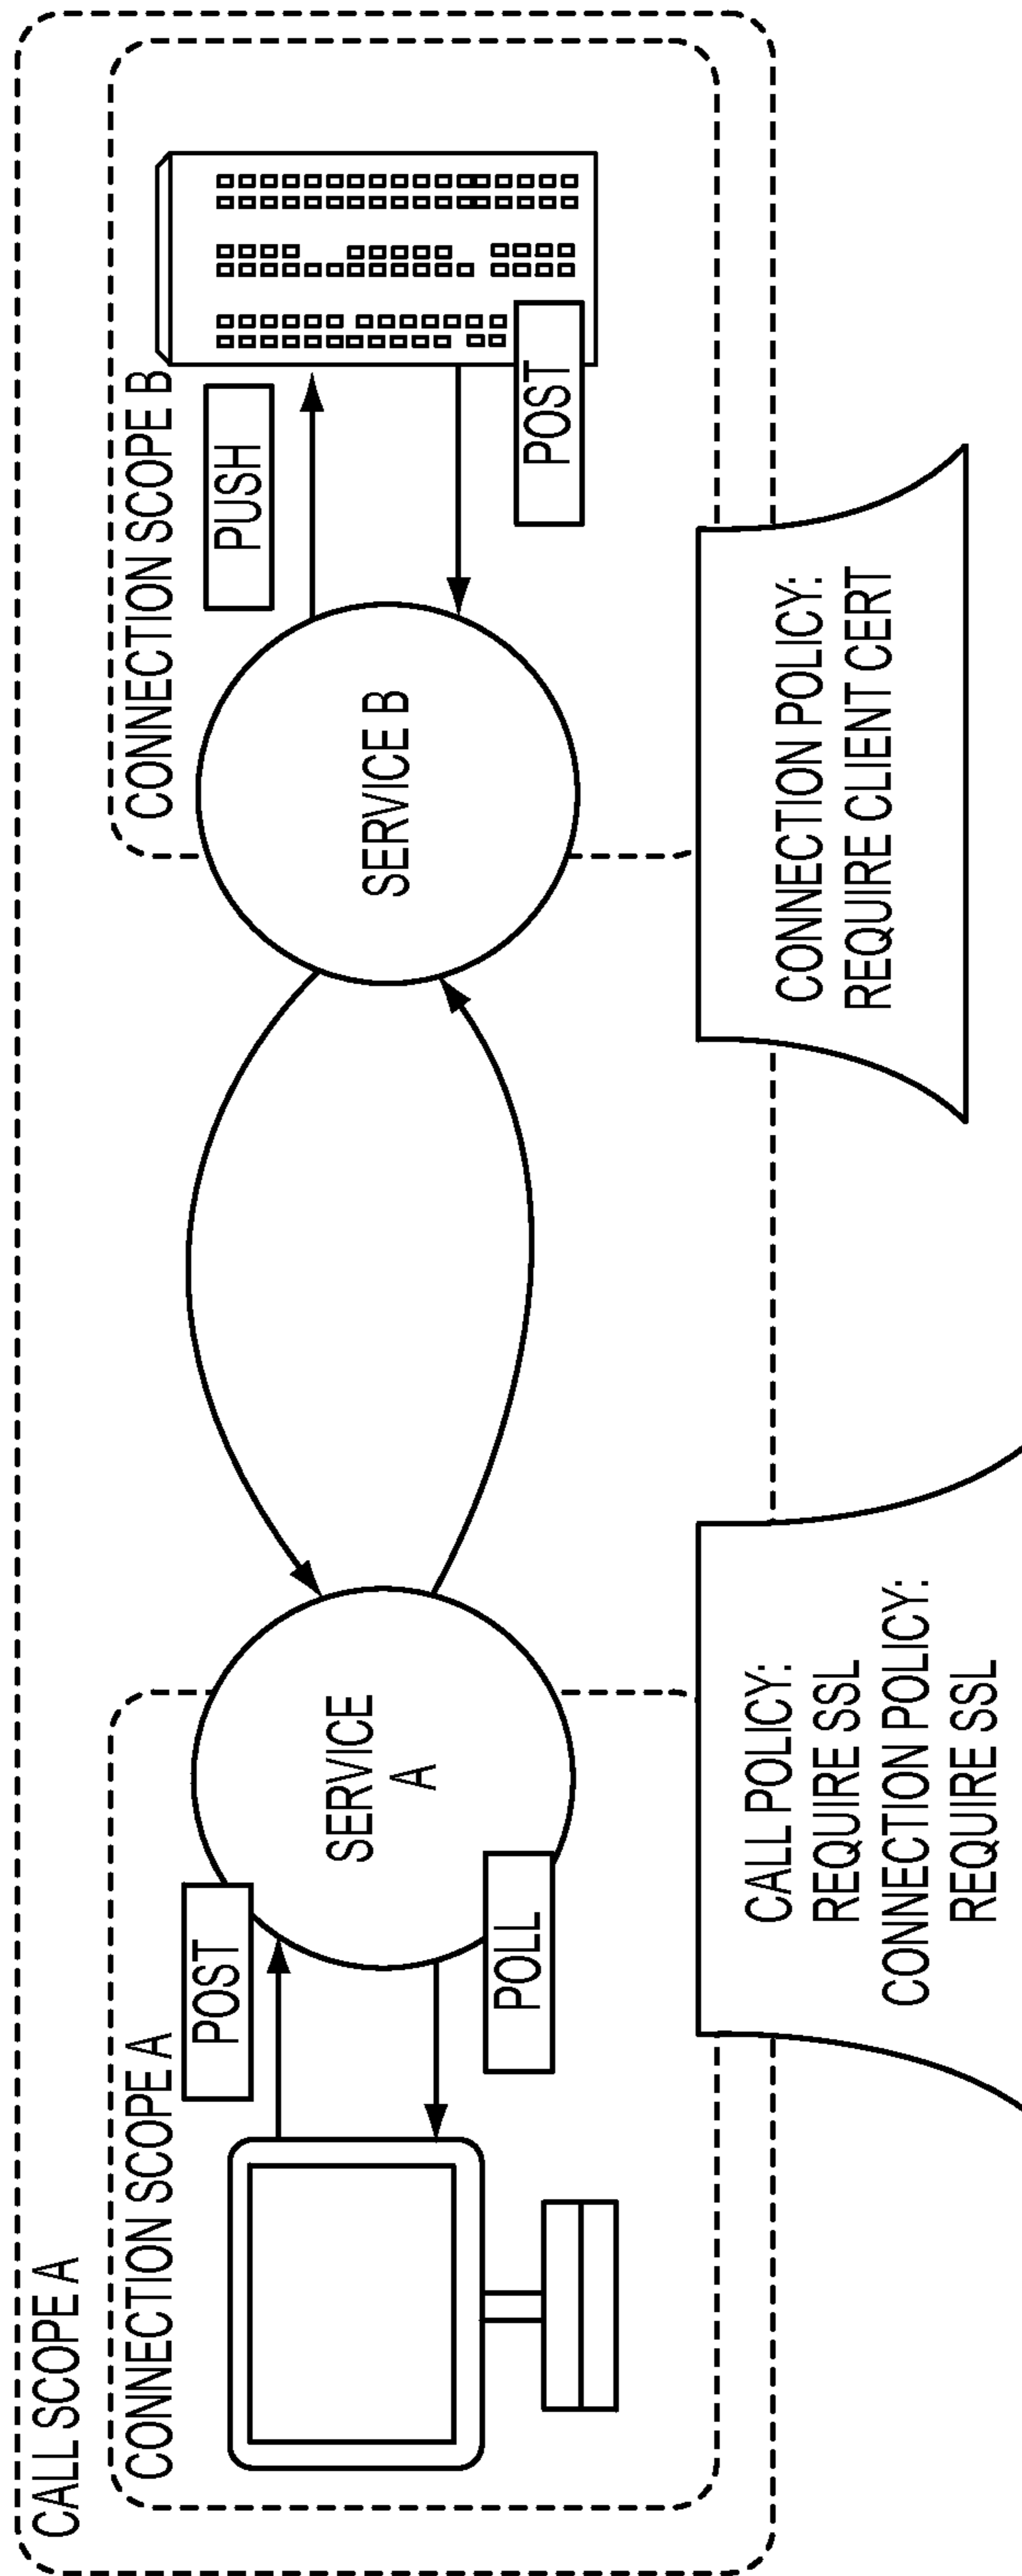 CALL SCOPE A
CONNECTION SCOPE A
CONNECTION SCOPE B
POST
PUSH
SERVICE
A
SERVICE B
POLL
POST
CALL POLICY:
REQUIRE SSL
CONNECTION POLICY:
REQUIRE SSL
CONNECTION POLICY:
REQUIRE CLIENT CERT